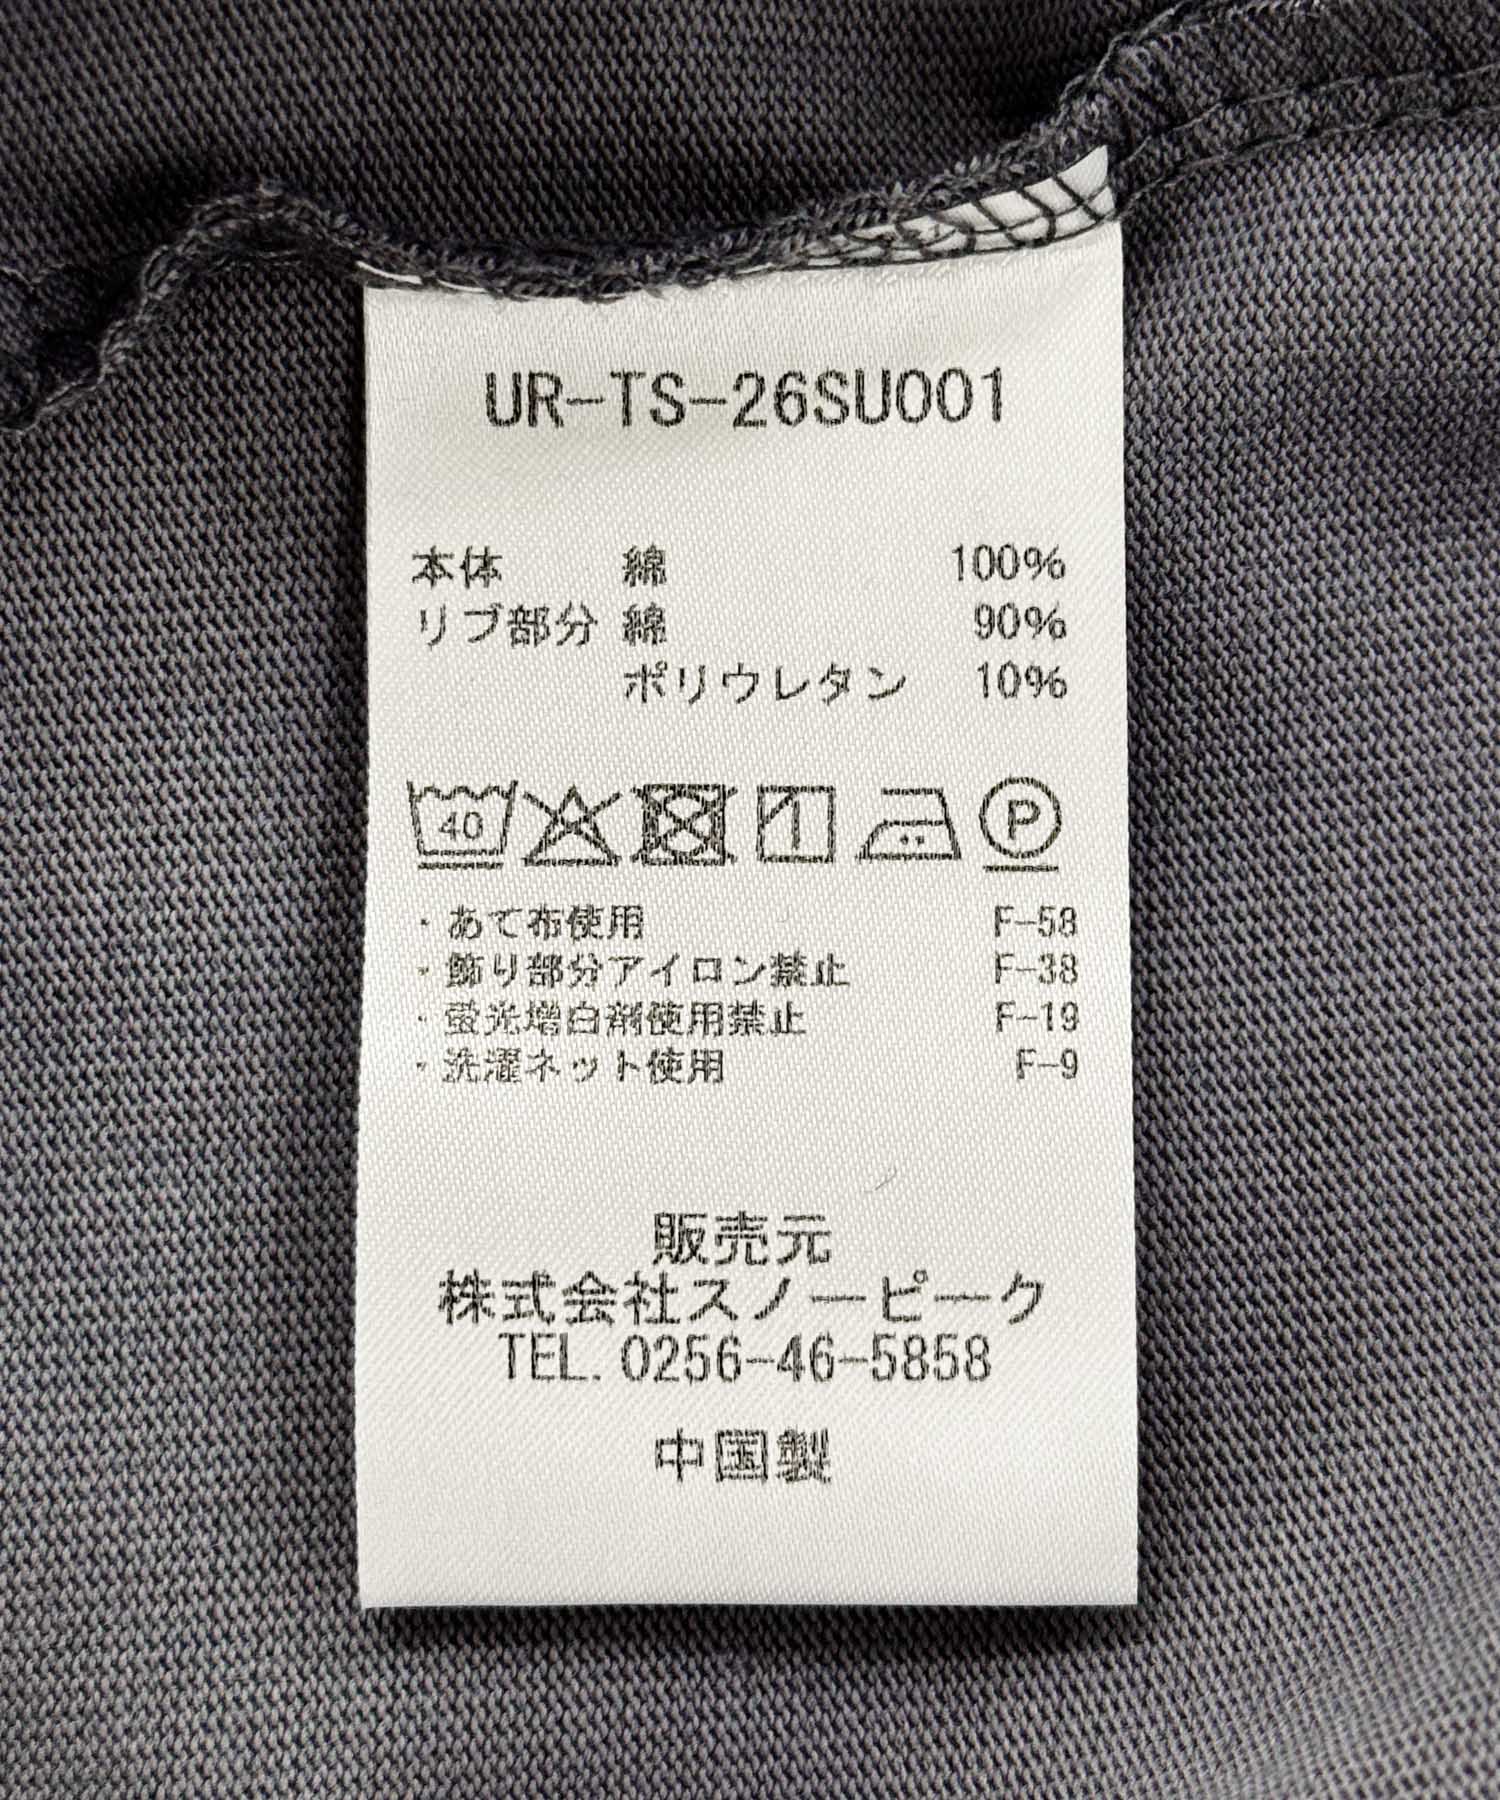 UR-TS-26SU001
本体 綿 100%
リブ部分 綿 90%
ポリウレタン 10%
40 P
・あて布使用 F-58
・飾り部分アイロン禁止 F-38
・蛍光増白剤使用禁止 F-19
・洗濯ネット使用 F-9
販売元
株式会社スノーピーク
TEL. 0256-46-5858
中国製